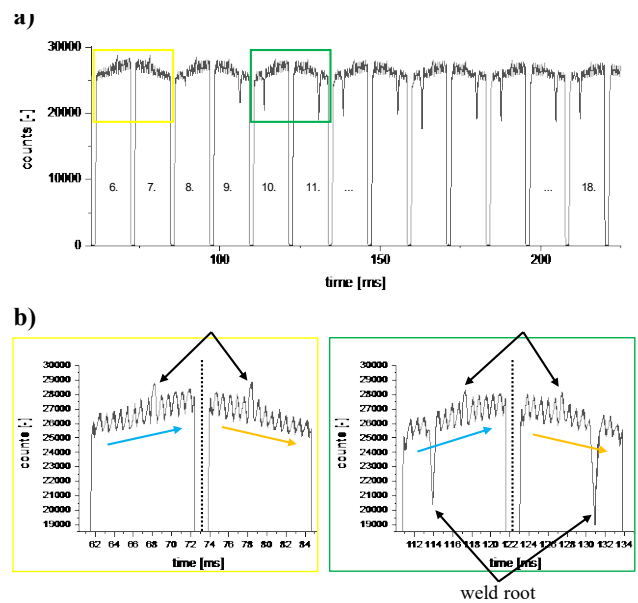 a)
30000
20000
10000
0
counts [-]
6. 7. 8. 9. 10. 11. ... ... 18.
100 150 200
time [ms]
b)
30000
29000
28000
27000
26000
25000
24000
23000
22000
21000
20000
19000
counts [-]
62 64 66 68 70 72 74 76 78 80 82 84
time [ms]
30000
29000
28000
27000
26000
25000
24000
23000
22000
21000
20000
19000
counts [-]
112 114 116 118 120 122 124 126 128 130 132 134
time [ms]
weld root